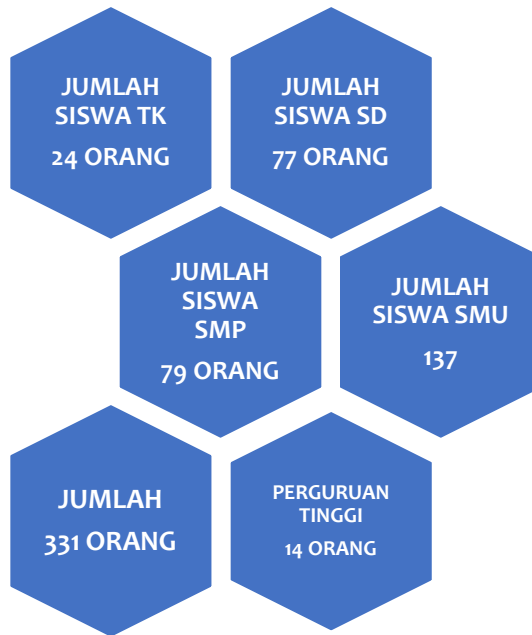 JUMLAH
SISWA TK
24 ORANG
JUMLAH
SISWA SD
77 ORANG
JUMLAH
SISWA
SMP
79 ORANG
JUMLAH
SISWA SMU
137
JUMLAH
331 ORANG
PERGURUAN
TINGGI
14 ORANG